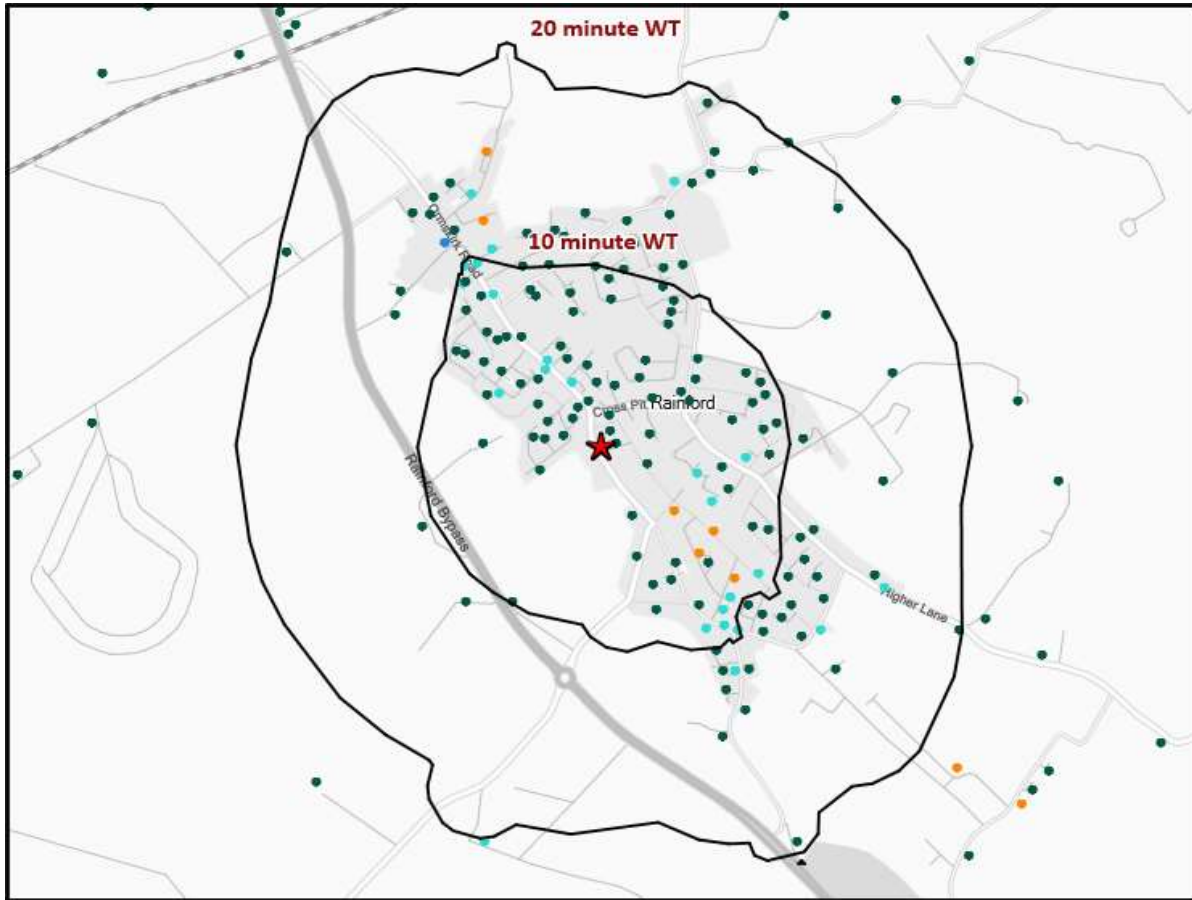 20 minute WT
10 minute WT
Ormskirk Road
Cross Pit
Rainford
Rainford Bypass
Higher Lane